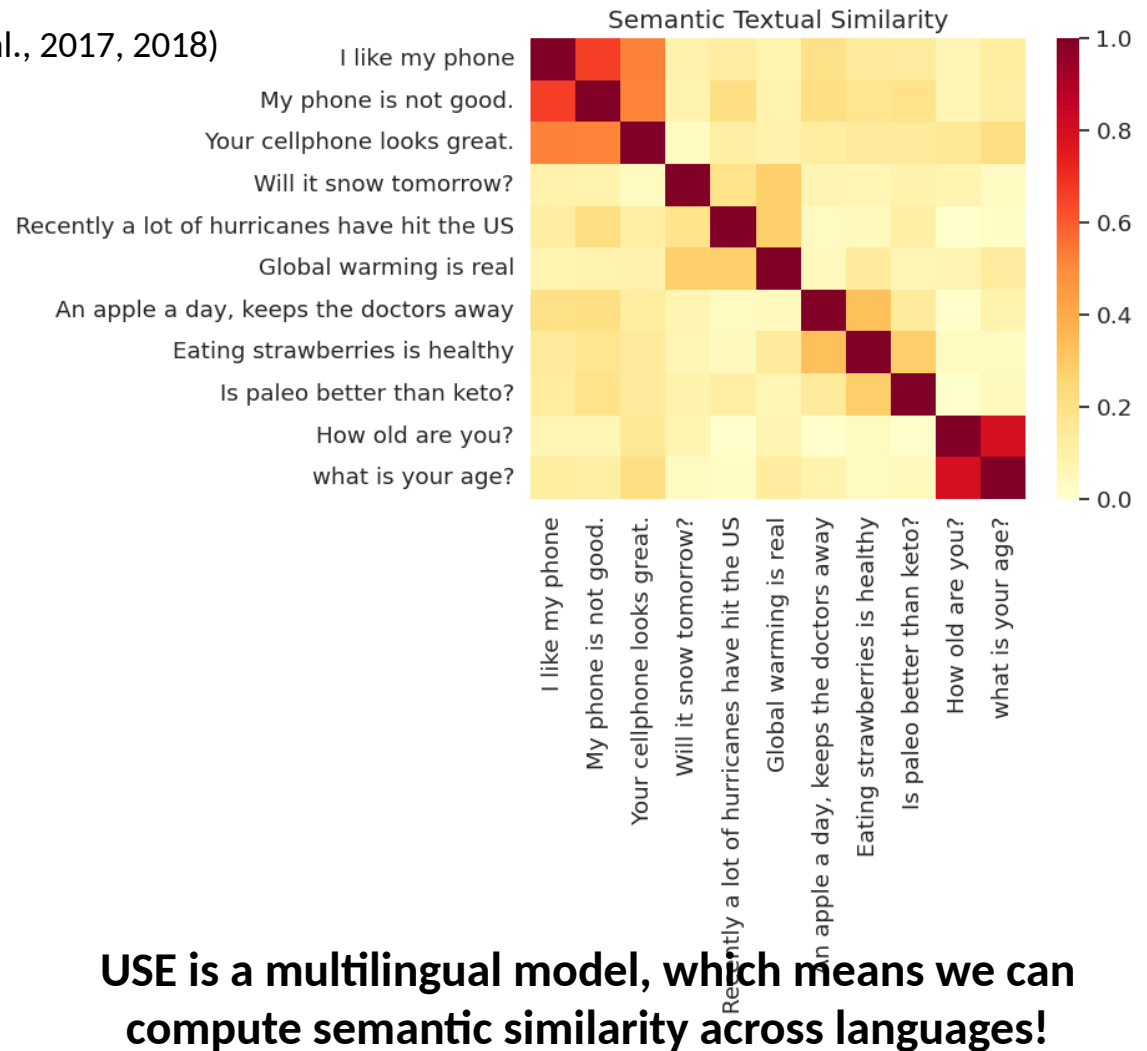 l., 2017, 2018)
Semantic Textual Similarity
I like my phone
My phone is not good.
Your cellphone looks great.
Will it snow tomorrow?
Recently a lot of hurricanes have hit the US
Global warming is real
An apple a day, keeps the doctors away
Eating strawberries is healthy
Is paleo better than keto?
How old are you?
what is your age?
1.0
0.8
0.6
0.4
0.2
0.0
I like my phone
My phone is not good.
Your cellphone looks great.
Will it snow tomorrow?
Recently a lot of hurricanes have hit the US
Global warming is real
An apple a day, keeps the doctors away
Eating strawberries is healthy
Is paleo better than keto?
How old are you?
what is your age?
USE is a multilingual model, which means we can
compute semantic similarity across languages!